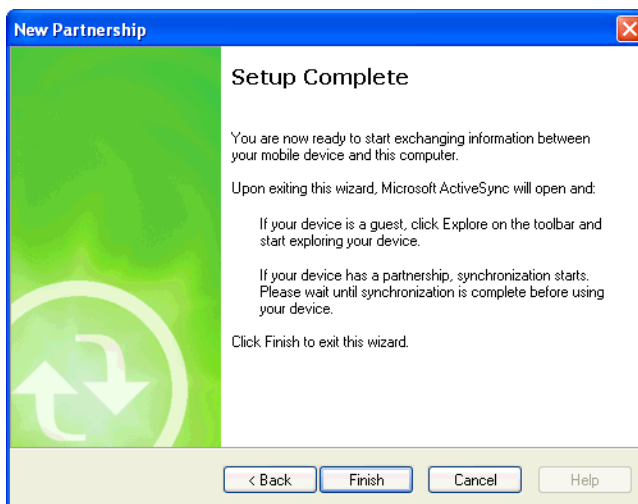 New Partnership
Setup Complete
You are now ready to start exchanging information between
your mobile device and this computer.
Upon exiting this wizard, Microsoft ActiveSync will open and:
If your device is a guest, click Explore on the toolbar and
start exploring your device.
If your device has a partnership, synchronization starts.
Please wait until synchronization is complete before using
your device.
Click Finish to exit this wizard.
< Back Finish Cancel Help